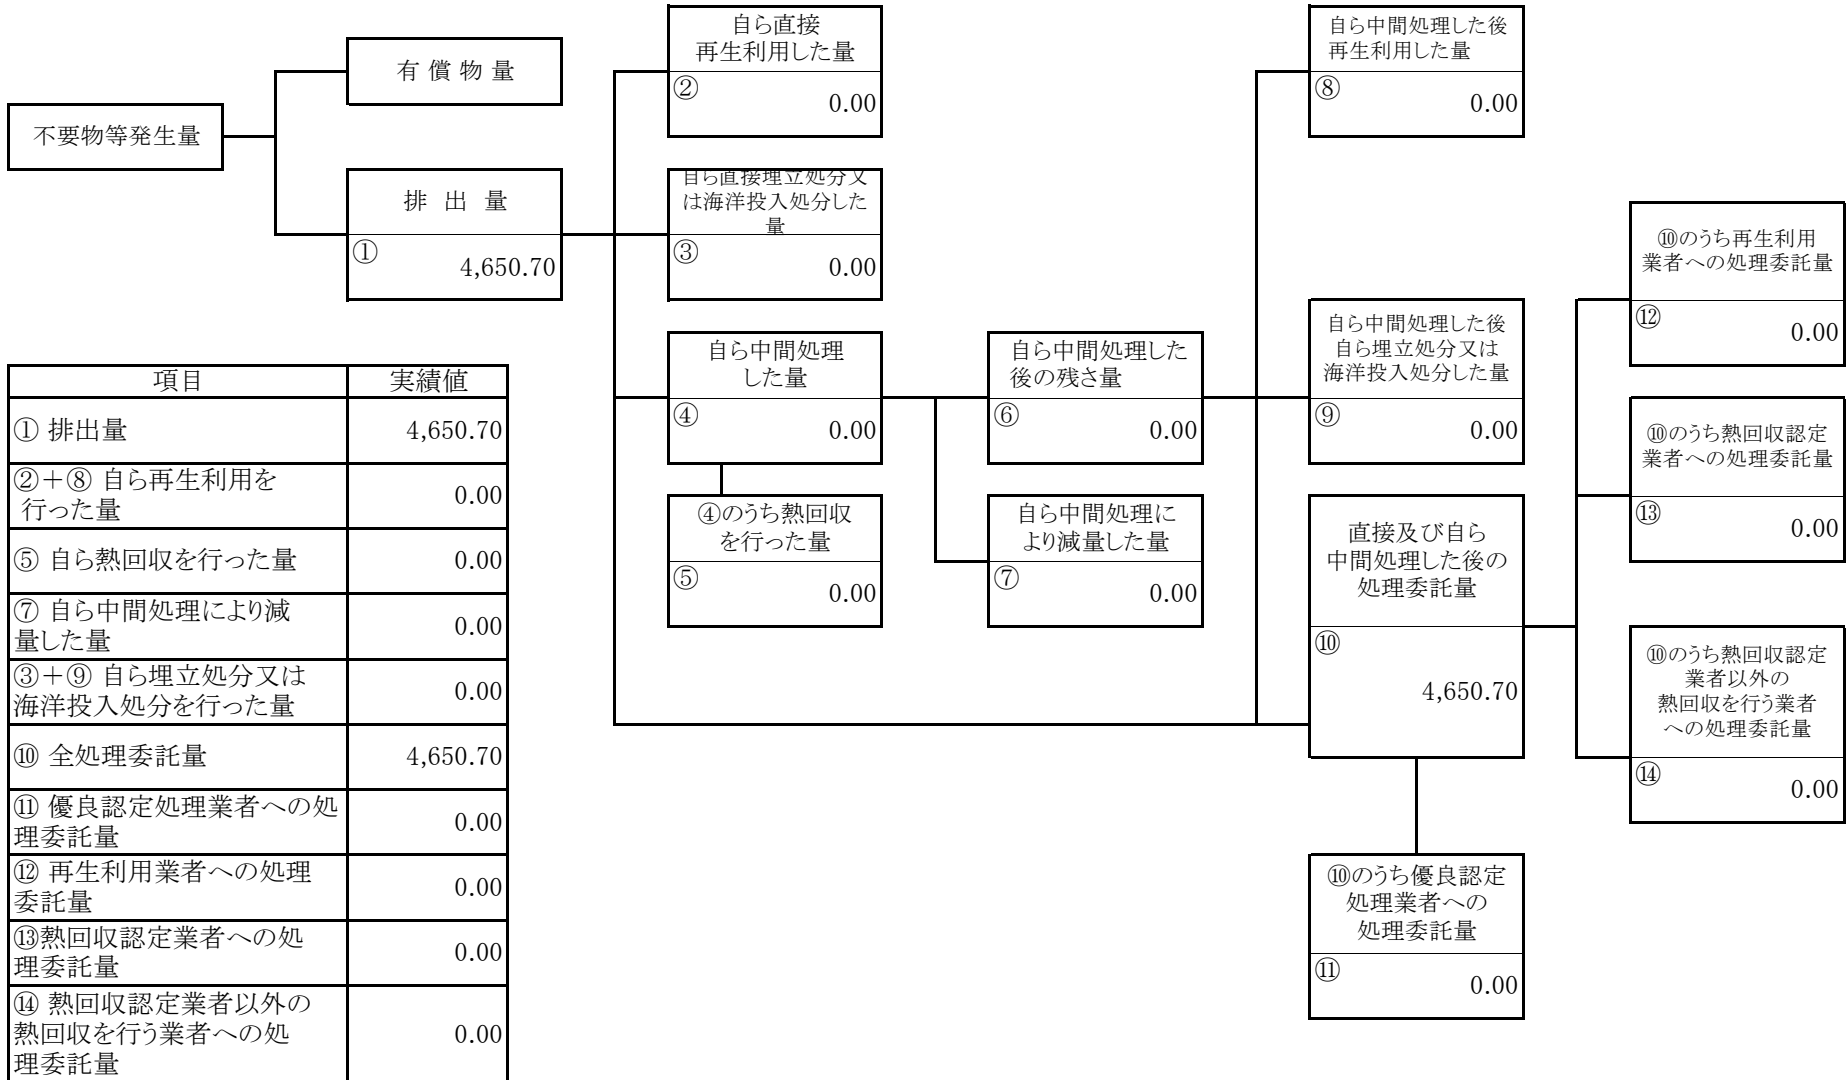 不要物等発生量
有 償 物 量
排 出 量
①
4,650.70
自ら直接
再生利用した量
②
0.00
自ら直接埋立処分又
は海洋投入処分した
量
③
0.00
自ら中間処理
した量
④
0.00
④のうち熱回収
を行った量
⑤
0.00
自ら中間処理した
後の残さ量
⑥
0.00
自ら中間処理に
より減量した量
⑦
0.00
自ら中間処理した後
再生利用した量
⑧
0.00
自ら中間処理した後
自ら埋立処分又は
海洋投入処分した量
⑨
0.00
直接及び自ら
中間処理した後の
処理委託量
⑩
4,650.70
⑩のうち優良認定
処理業者への
処理委託量
⑪
0.00
⑩のうち再生利用
業者への処理委託量
⑫
0.00
⑩のうち熱回収認定
業者への処理委託量
⑬
0.00
⑩のうち熱回収認定
業者以外の
熱回収を行う業者
への処理委託量
⑭
0.00
項目 実績値
① 排出量 4,650.70
②＋⑧ 自ら再生利用を
行った量
0.00
⑤ 自ら熱回収を行った量 0.00
⑦ 自ら中間処理により減
量した量
0.00
③＋⑨ 自ら埋立処分又は
海洋投入処分を行った量
0.00
⑩ 全処理委託量 4,650.70
⑪ 優良認定処理業者への処
理委託量
0.00
⑫ 再生利用業者への処理
委託量
0.00
⑬熱回収認定業者への処
理委託量
0.00
⑭ 熱回収認定業者以外の
熱回収を行う業者への処
理委託量
0.00